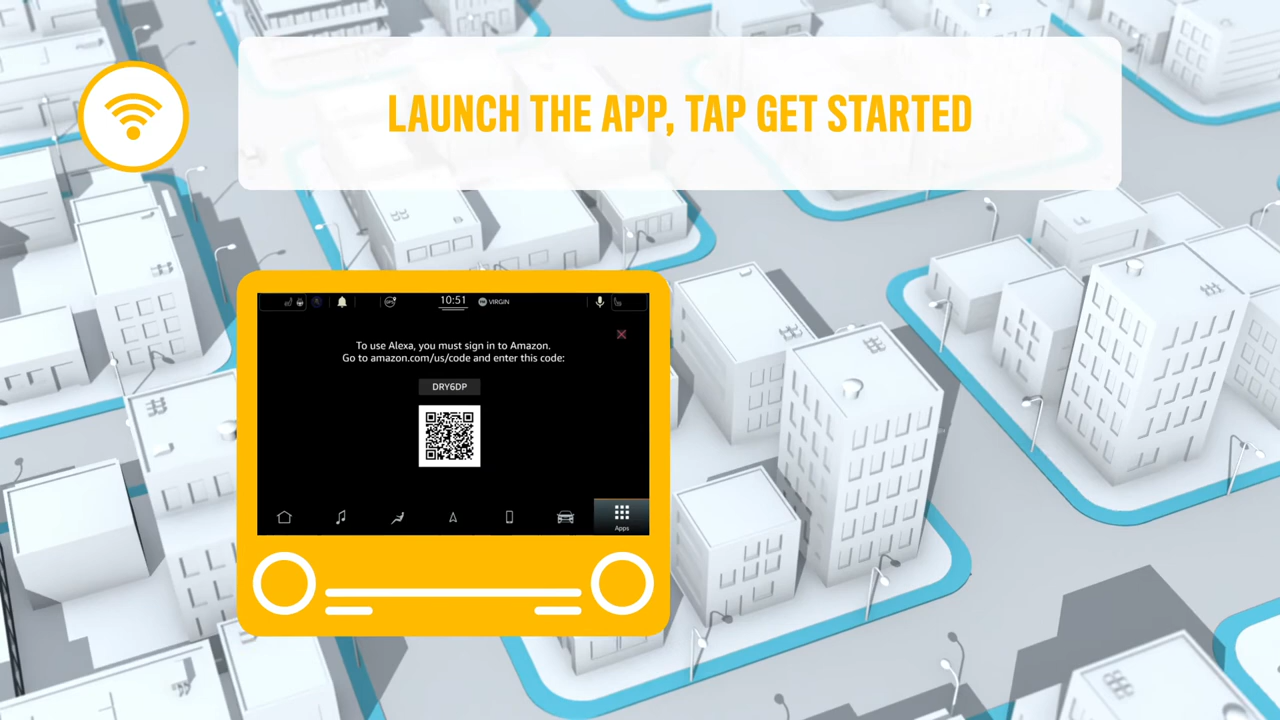 LAUNCH THE APP, TAP GET STARTED
10:51
VIRGIN
To use Alexa, you must sign in to Amazon.
Go to amazon.com/us/code and enter this code:
DRY6DP
Apps